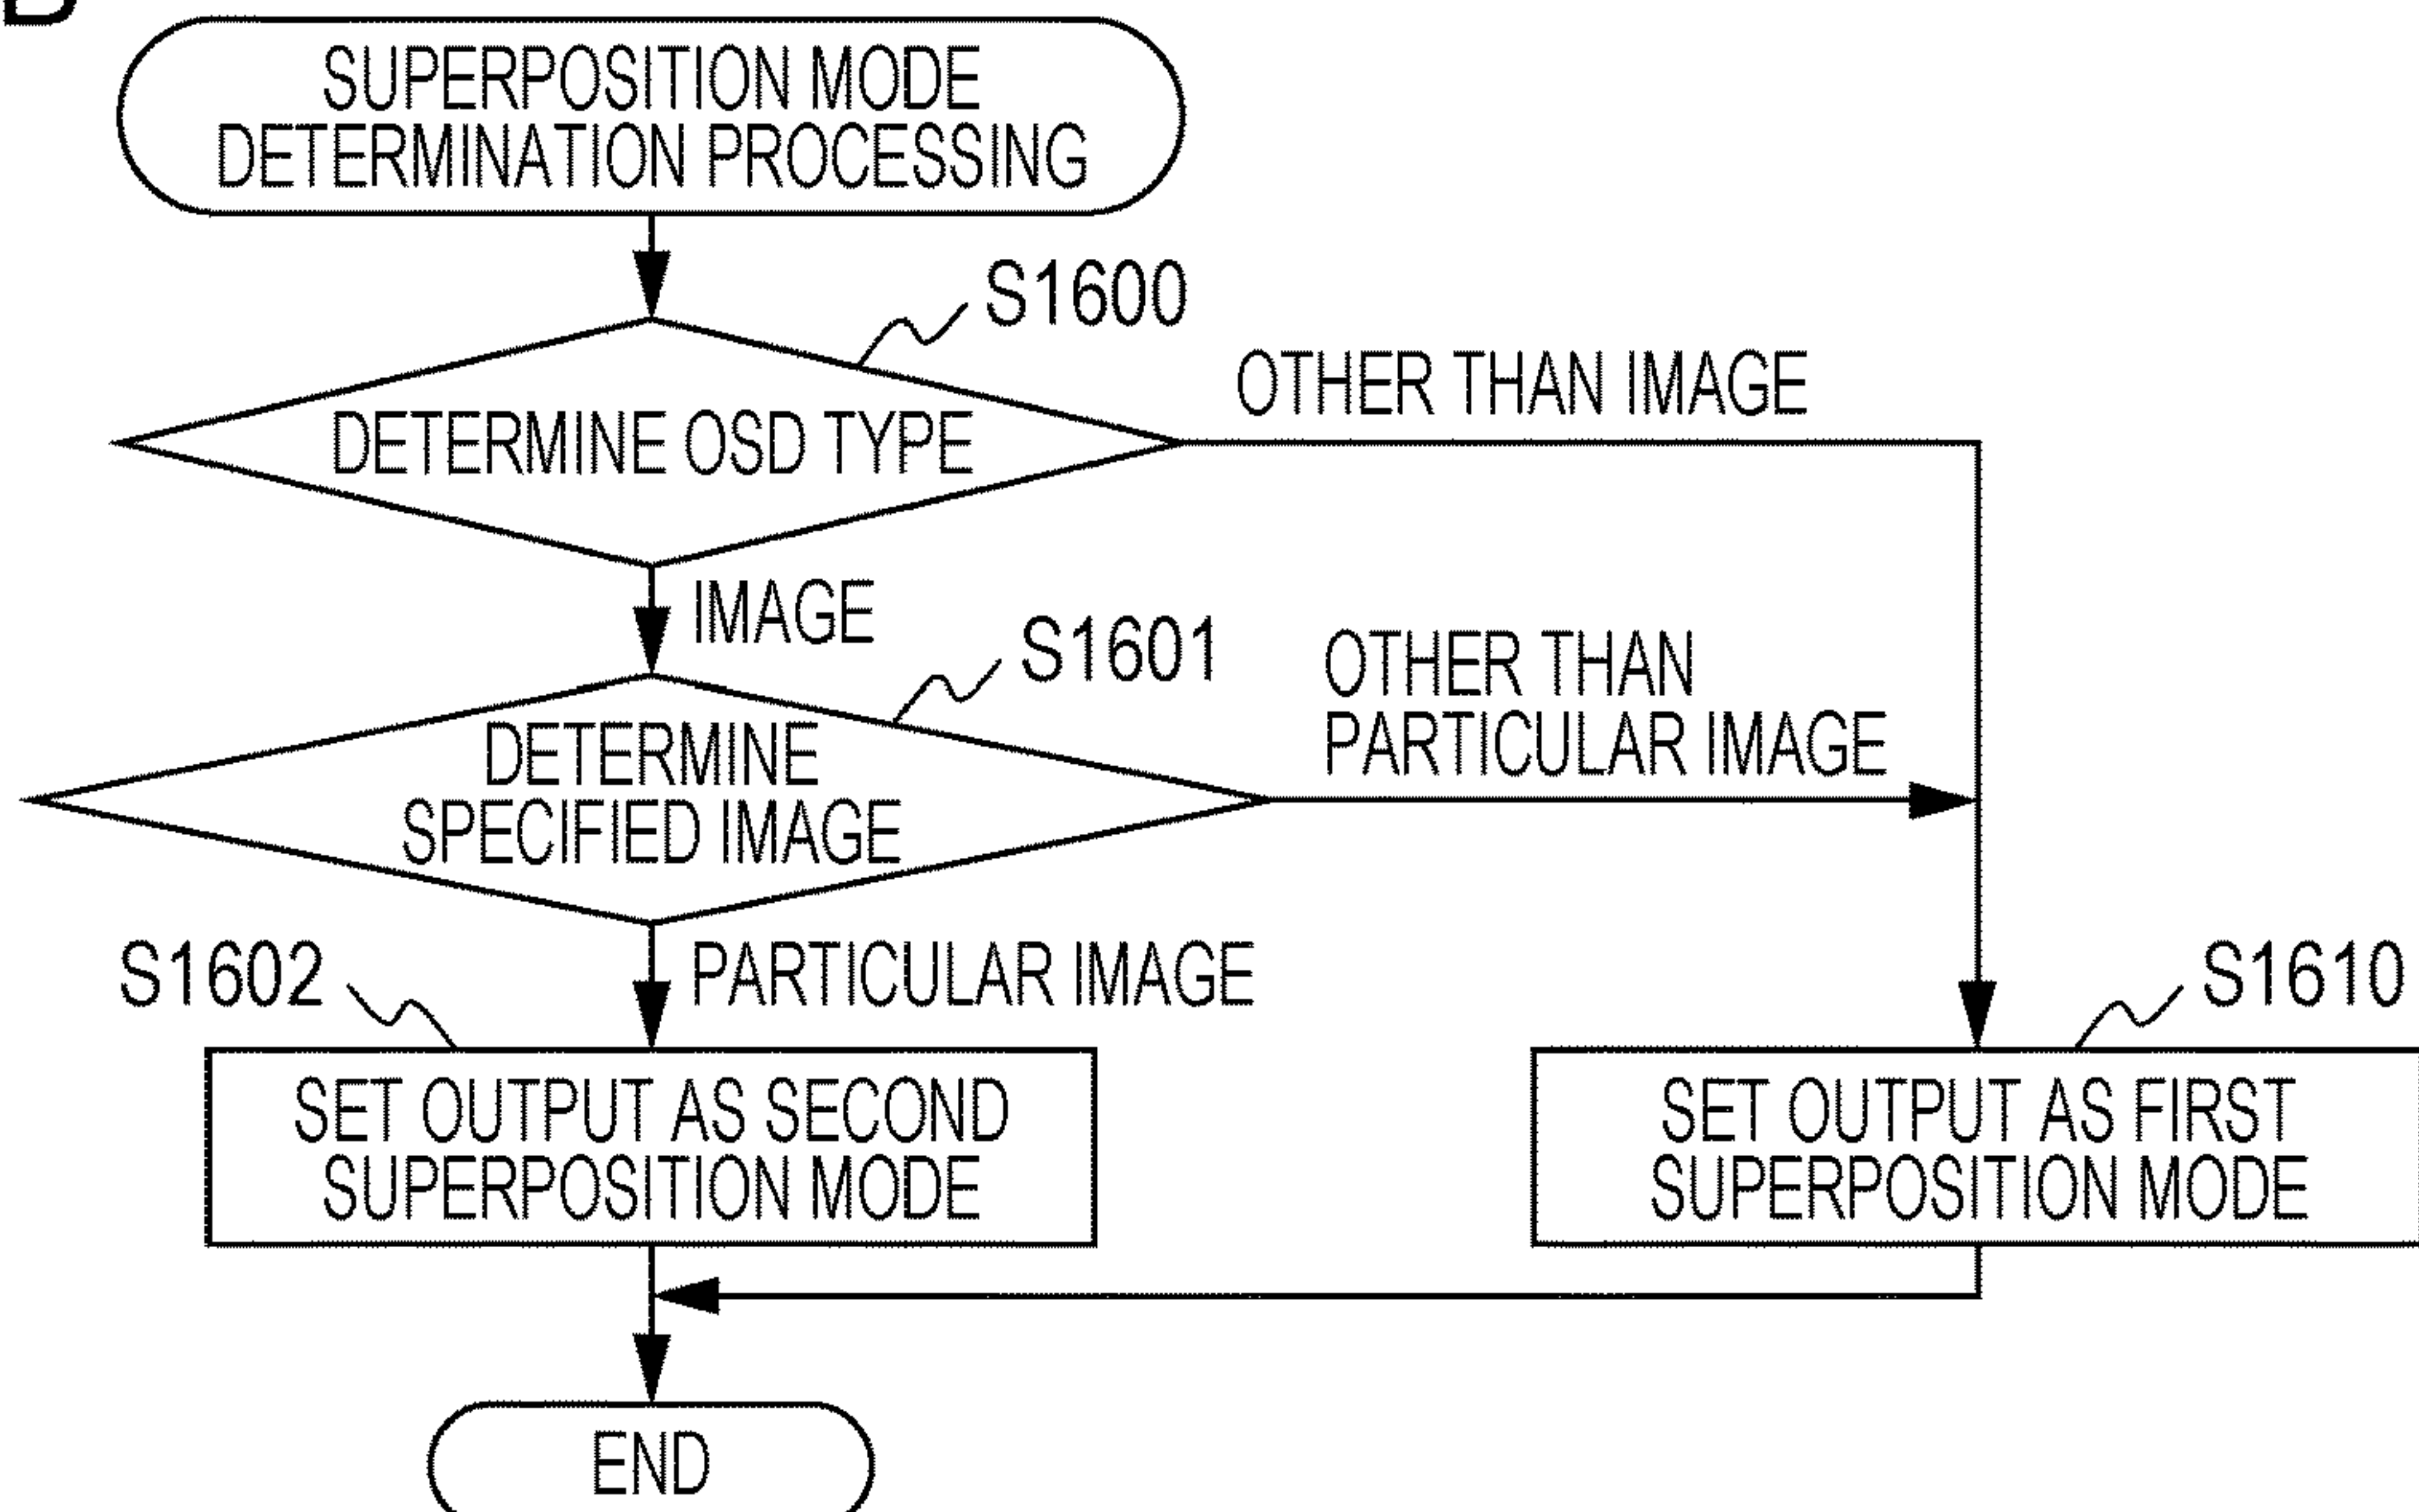 SUPERPOSITION MODE
DETERMINATION PROCESSING
S1600
DETERMINE OSD TYPE
OTHER THAN IMAGE
IMAGE
S1601
DETERMINE
SPECIFIED IMAGE
OTHER THAN
PARTICULAR IMAGE
S1602
PARTICULAR IMAGE
S1610
SET OUTPUT AS SECOND
SUPERPOSITION MODE
SET OUTPUT AS FIRST
SUPERPOSITION MODE
END